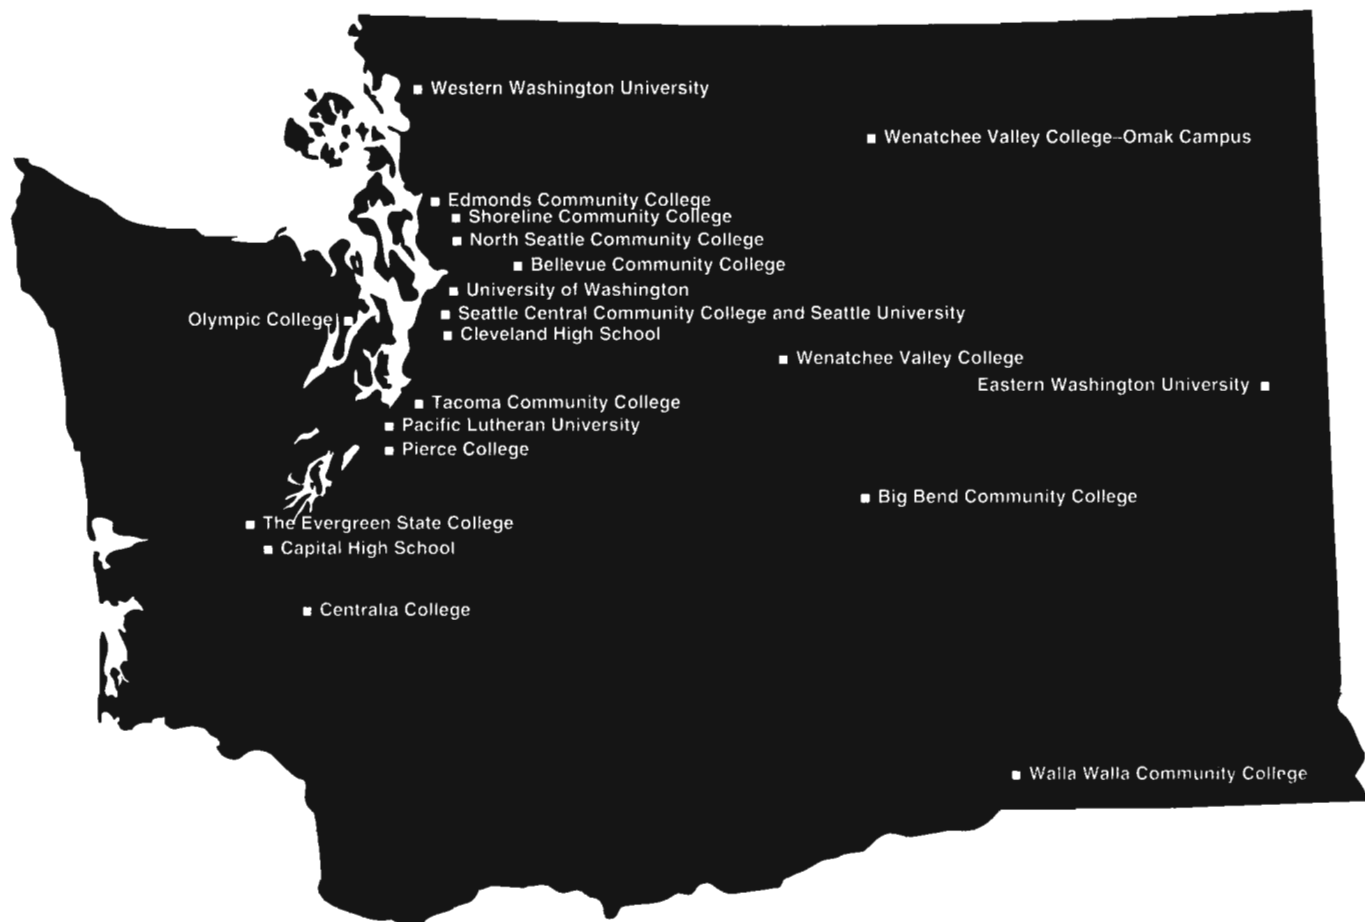 Western Washington University
Wenatchee Valley College–Omak Campus
Edmonds Community College
Shoreline Community College
North Seattle Community College
Bellevue Community College
University of Washington
Seattle Central Community College and Seattle University
Olympic College
Cleveland High School
Wenatchee Valley College
Eastern Washington University
Tacoma Community College
Pacific Lutheran University
Pierce College
Big Bend Community College
The Evergreen State College
Capital High School
Centralia College
Walla Walla Community College